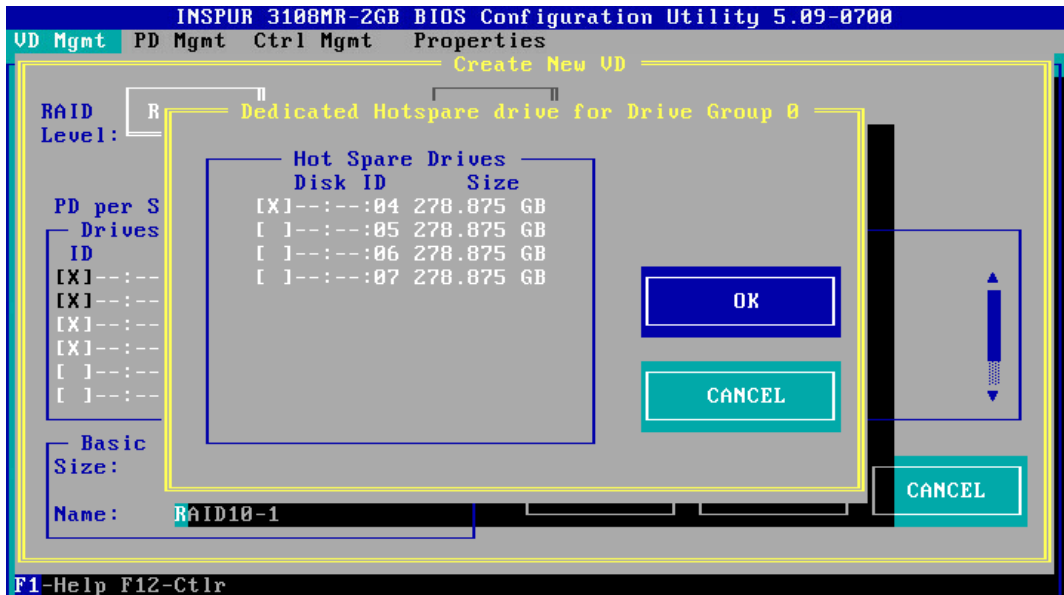 INSPUR 3108MR-2GB BIOS Configuration Utility 5.09-0700
VD Mgmt PD Mgmt Ctrl Mgmt Properties
Create New VD
RAID
Level:
R
Dedicated Hotspare drive for Drive Group 0
Hot Spare Drives
Disk ID Size
[X]--:--:04 278.875 GB
[ ]--:--:05 278.875 GB
[ ]--:--:06 278.875 GB
[ ]--:--:07 278.875 GB
OK
CANCEL
PD per S
Drives
ID
[X]--:--
[X]--:--
[X]--:--
[X]--:--
[ ]--:--
[ ]--:--
Basic
Size:
Name: RAID10-1
CANCEL
F1-Help F12-Ctlr